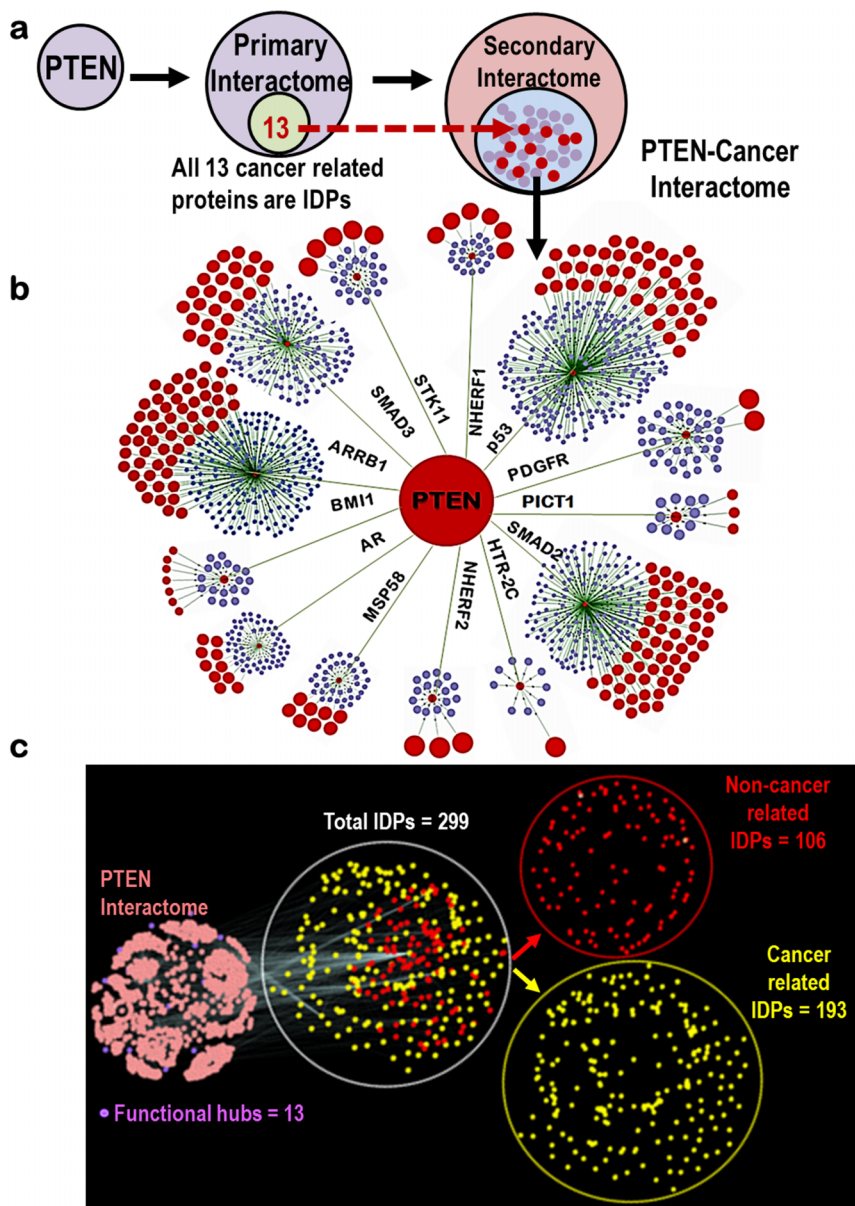 a
PTEN
Primary
Interactome
13
All 13 cancer related
proteins are IDPs
Secondary
Interactome
PTEN-Cancer
Interactome
b
STK11
NHERF1
SMAD3
p53
ARRB1
PDGFR
BMI1
PTEN
PICT1
AR
SMAD2
MSP58
NHERF2
HTR-2C
c
Total IDPs = 299
Non-cancer
related
IDPs = 106
PTEN
Interactome
Cancer
related
IDPs = 193
Functional hubs = 13